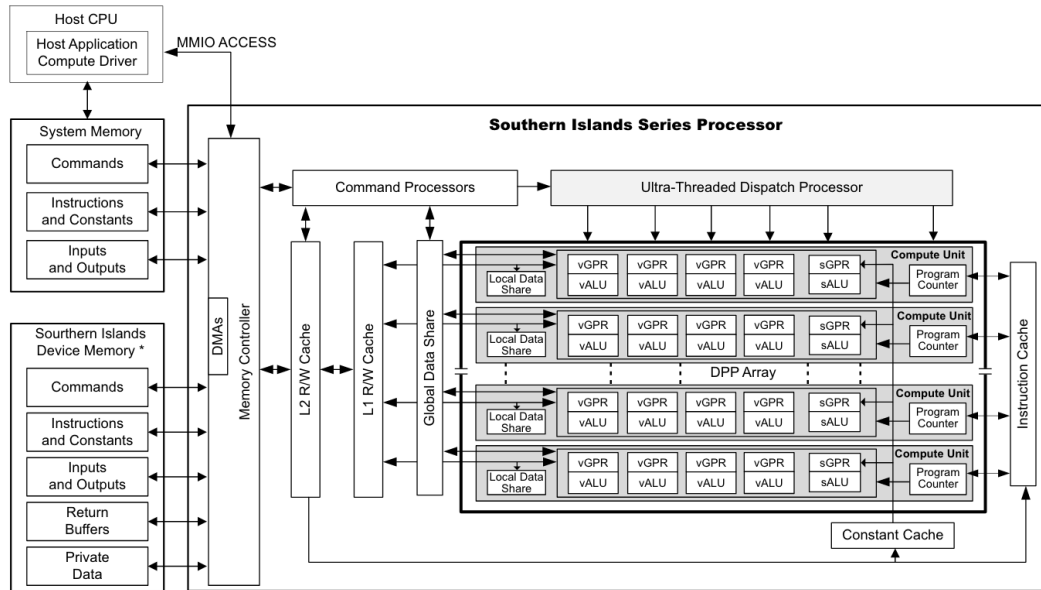 Host CPU
Host Application
Compute Driver
MMIO ACCESS
System Memory
Commands
Instructions
and Constants
Inputs
and Outputs
Sourthern Islands
Device Memory *
Commands
Instructions
and Constants
Inputs
and Outputs
Return
Buffers
Private
Data
Southern Islands Series Processor
DMAs
Memory Controller
Command Processors
Ultra-Threaded Dispatch Processor
L2 R/W Cache
L1 R/W Cache
Global Data Share
Compute Unit
Local Data
Share
vGPR vGPR vGPR vGPR sGPR
vALU vALU vALU vALU sALU
Program
Counter
Compute Unit
Local Data
Share
vGPR vGPR vGPR vGPR sGPR
vALU vALU vALU vALU sALU
Program
Counter
DPP Array
Compute Unit
Local Data
Share
vGPR vGPR vGPR vGPR sGPR
vALU vALU vALU vALU sALU
Program
Counter
Compute Unit
Local Data
Share
vGPR vGPR vGPR vGPR sGPR
vALU vALU vALU vALU sALU
Program
Counter
Instruction Cache
Constant Cache